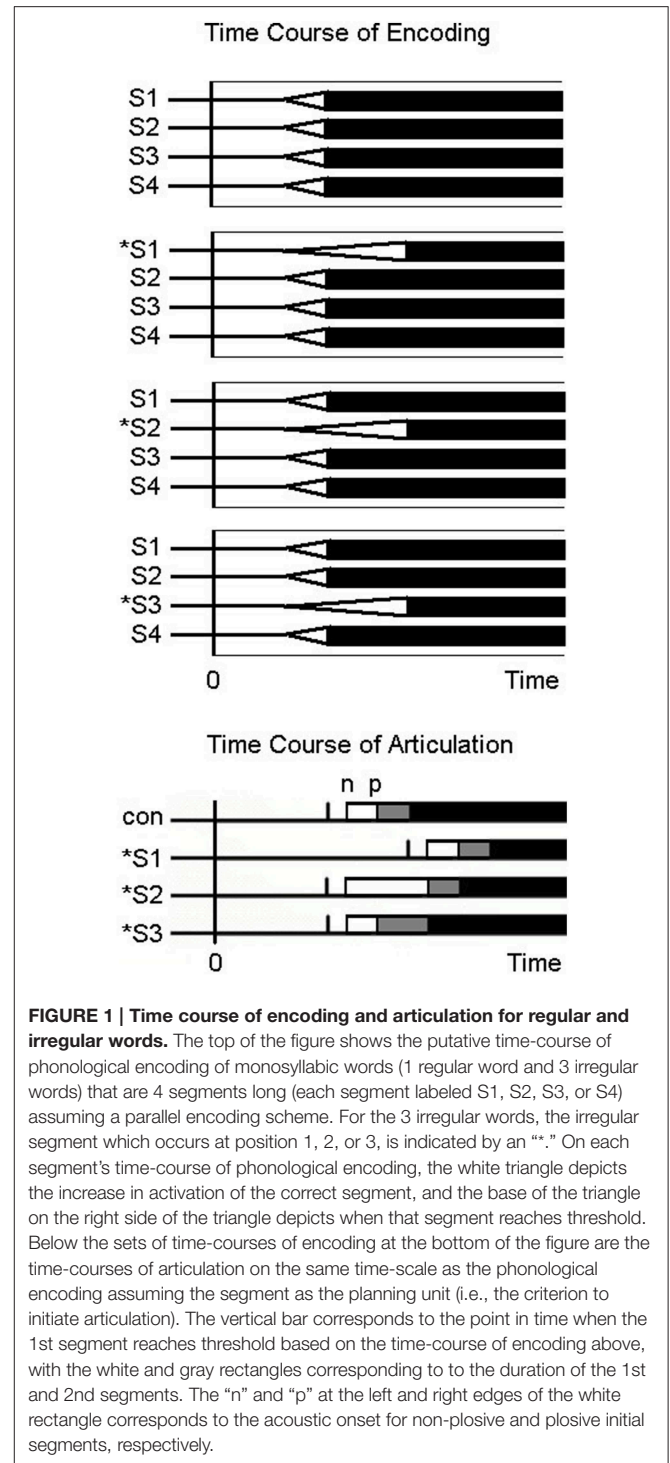 Time Course of Encoding
S1
S2
S3
S4
*S1
S2
S3
S4
S1
*S2
S3
S4
S1
S2
*S3
S4
0 Time
Time Course of Articulation
n p
con
*S1
*S2
*S3
0 Time
FIGURE 1 | Time course of encoding and articulation for regular and
irregular words. The top of the figure shows the putative time-course of
phonological encoding of monosyllabic words (1 regular word and 3 irregular
words) that are 4 segments long (each segment labeled S1, S2, S3, or S4)
assuming a parallel encoding scheme. For the 3 irregular words, the irregular
segment which occurs at position 1, 2, or 3, is indicated by an “*.” On each
segment’s time-course of phonological encoding, the white triangle depicts
the increase in activation of the correct segment, and the base of the triangle
on the right side of the triangle depicts when that segment reaches threshold.
Below the sets of time-courses of encoding at the bottom of the figure are the
time-courses of articulation on the same time-scale as the phonological
encoding assuming the segment as the planning unit (i.e., the criterion to
initiate articulation). The vertical bar corresponds to the point in time when the
1st segment reaches threshold based on the time-course of encoding above,
with the white and gray rectangles corresponding to to the duration of the 1st
and 2nd segments. The “n” and “p” at the left and right edges of the white
rectangle corresponds to the acoustic onset for non-plosive and plosive initial
segments, respectively.